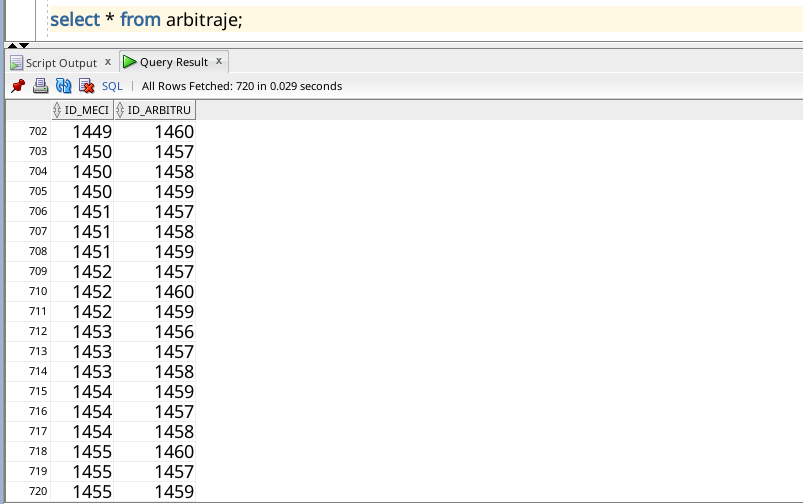 select * from arbitraje;
Script Output x Query Result x
SQL | All Rows Fetched: 720 in 0.029 seconds
ID_MECI ID_ARBITRU
702 1449 1460
703 1450 1457
704 1450 1458
705 1450 1459
706 1451 1457
707 1451 1458
708 1451 1459
709 1452 1457
710 1452 1460
711 1452 1459
712 1453 1456
713 1453 1457
714 1453 1458
715 1454 1459
716 1454 1457
717 1454 1458
718 1455 1460
719 1455 1457
720 1455 1459